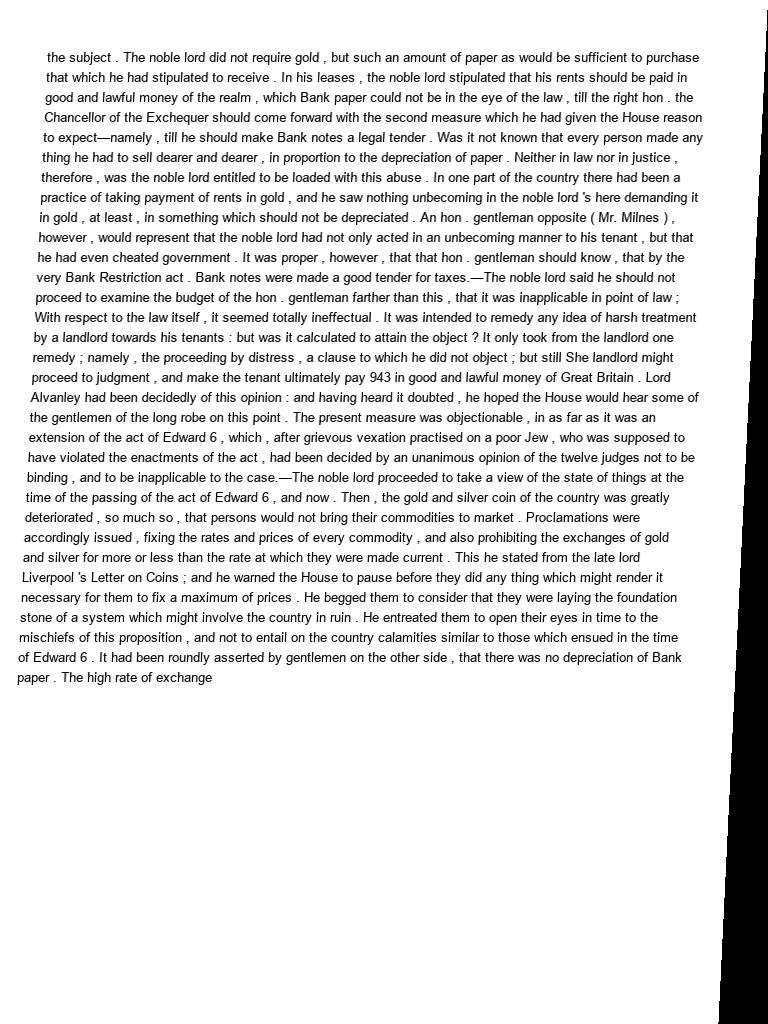 the subject . The noble lord did not require gold , but such an amount of paper as would be sufficient to purchase
that which he had stipulated to receive . In his leases , the noble lord stipulated that his rents should be paid in
good and lawful money of the realm , which Bank paper could not be in the eye of the law , till the right hon . the
Chancellor of the Exchequer should come forward with the second measure which he had given the House reason
to expect—namely , till he should make Bank notes a legal tender . Was it not known that every person made any
thing he had to sell dearer and dearer , in proportion to the depreciation of paper . Neither in law nor in justice ,
therefore , was the noble lord entitled to be loaded with this abuse . In one part of the country there had been a
practice of taking payment of rents in gold , and he saw nothing unbecoming in the noble lord 's here demanding it
in gold , at least , in something which should not be depreciated . An hon . gentleman opposite ( Mr. Milnes ) ,
however , would represent that the noble lord had not only acted in an unbecoming manner to his tenant , but that
he had even cheated government . It was proper , however , that that hon . gentleman should know , that by the
very Bank Restriction act . Bank notes were made a good tender for taxes.—The noble lord said he should not
proceed to examine the budget of the hon . gentleman farther than this , that it was inapplicable in point of law ;
With respect to the law itself , it seemed totally ineffectual . It was intended to remedy any idea of harsh treatment
by a landlord towards his tenants : but was it calculated to attain the object ? It only took from the landlord one
remedy ; namely , the proceeding by distress , a clause to which he did not object ; but still She landlord might
proceed to judgment , and make the tenant ultimately pay 943 in good and lawful money of Great Britain . Lord
Alvanley had been decidedly of this opinion : and having heard it doubted , he hoped the House would hear some of
the gentlemen of the long robe on this point . The present measure was objectionable , in as far as it was an
extension of the act of Edward 6 , which , after grievous vexation practised on a poor Jew , who was supposed to
have violated the enactments of the act , had been decided by an unanimous opinion of the twelve judges not to be
binding , and to be inapplicable to the case.—The noble lord proceeded to take a view of the state of things at the
time of the passing of the act of Edward 6 , and now . Then , the gold and silver coin of the country was greatly
deteriorated , so much so , that persons would not bring their commodities to market . Proclamations were
accordingly issued , fixing the rates and prices of every commodity , and also prohibiting the exchanges of gold
and silver for more or less than the rate at which they were made current . This he stated from the late lord
Liverpool 's Letter on Coins ; and he warned the House to pause before they did any thing which might render it
necessary for them to fix a maximum of prices . He begged them to consider that they were laying the foundation
stone of a system which might involve the country in ruin . He entreated them to open their eyes in time to the
mischiefs of this proposition , and not to entail on the country calamities similar to those which ensued in the time
of Edward 6 . It had been roundly asserted by gentlemen on the other side , that there was no depreciation of Bank
paper . The high rate of exchange